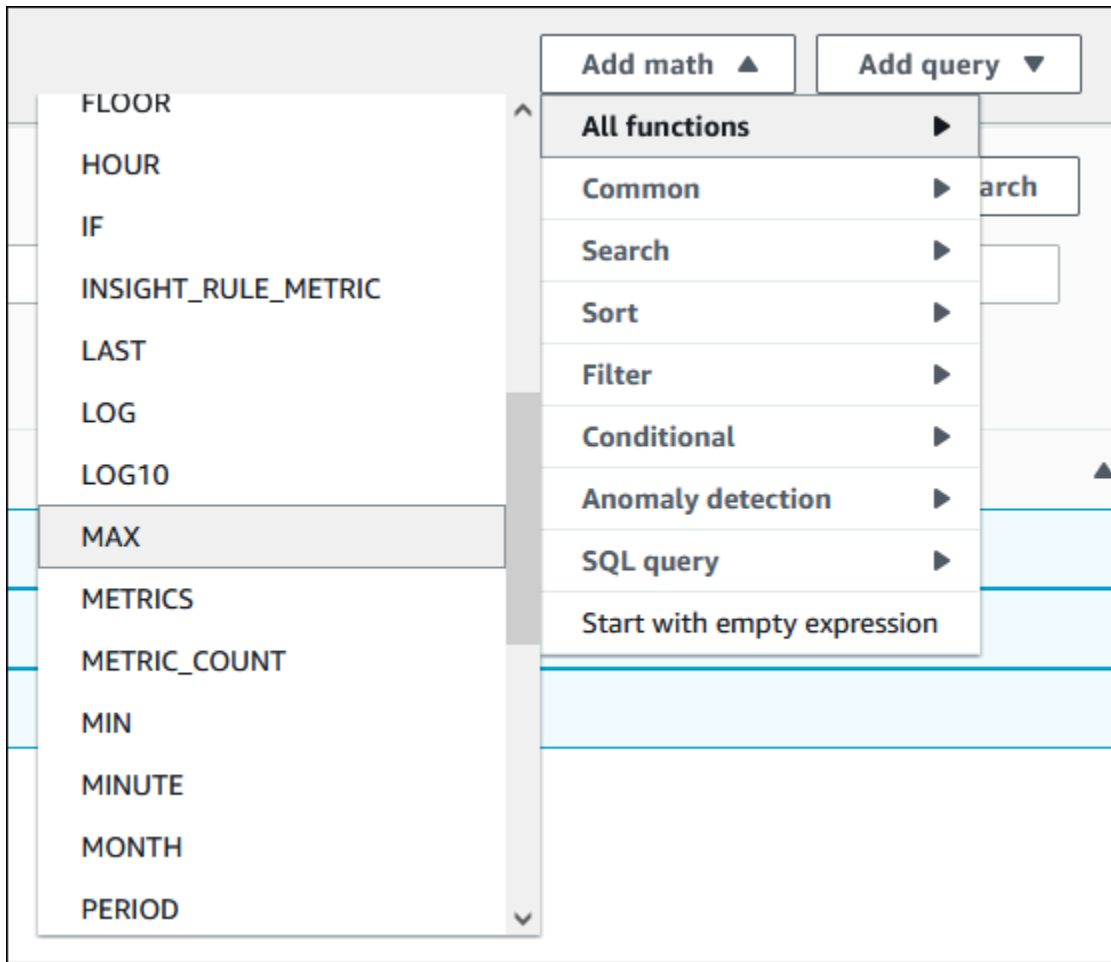 Add math
Add query
All functions
Common
Search
Sort
Filter
Conditional
Anomaly detection
SQL query
Start with empty expression
FLOOR
HOUR
IF
INSIGHT_RULE_METRIC
LAST
LOG
LOG10
MAX
METRICS
METRIC_COUNT
MIN
MINUTE
MONTH
PERIOD
arch